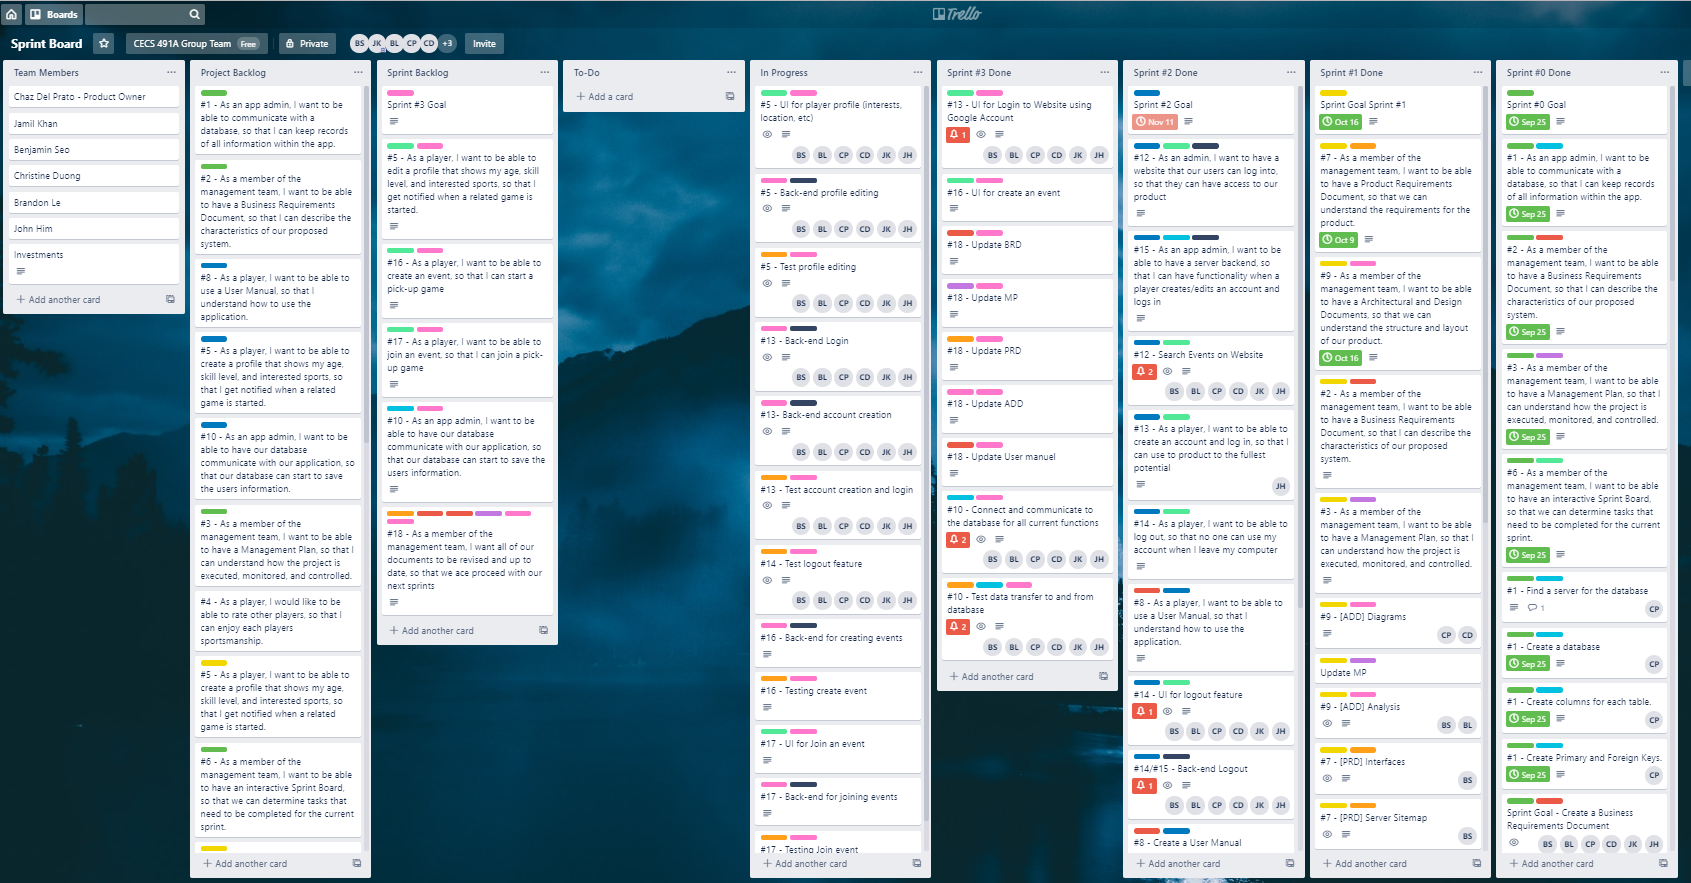 Boards
Trello
Sprint Board
CECS 491A Group Team
Free
Private
BS JK BL CP CD +3
Invite
Team Members
Chaz Del Prato - Product Owner
Jamil Khan
Benjamin Seo
Christine Duong
Brandon Le
John Him
Investments
+ Add another card
Project Backlog
#1 - As an app admin, I want to be
able to communicate with a
database, so that I can keep records
of all information within the app.
#2 - As a member of the
management team, I want to be able
to have a Business Requirements
Document, so that I can describe the
characteristics of our proposed
system.
#8 - As a player, I want to be able to
use a User Manual, so that I
understand how to use the
application.
#5 - As a player, I want to be able to
create a profile that shows my age,
skill level, and interested sports, so
that I get notified when a related
game is started.
#10 - As an app admin, I want to be
able to have our database
communicate with our application, so
that our database can start to save
the users information.
#3 - As a member of the
management team, I want to be able
to have a Management Plan, so that I
can understand how the project is
executed, monitored, and controlled.
#4 - As a player, I would like to be
able to rate other players, so that I
can enjoy each players
sportsmanship.
#5 - As a player, I want to be able to
create a profile that shows my age,
skill level, and interested sports, so
that I get notified when a related
game is started.
#6 - As a member of the
management team, I want to be able
to have an interactive Sprint Board,
so that we can determine tasks that
need to be completed for the current
sprint.
+ Add another card
Sprint Backlog
Sprint #3 Goal
#5 - As a player, I want to be able to
edit a profile that shows my age, skill
level, and interested sports, so that I
get notified when a related game is
started.
#16 - As a player, I want to be able to
create an event, so that I can start a
pick-up game
#17 - As a player, I want to be able to
join an event, so that I can join a pick-
up game
#10 - As an app admin, I want to be
able to have our database
communicate with our application, so
that our database can start to save the
users information.
#18 - As a member of the
management team, I want all of our
documents to be revised and up to
date, so that we ace proceed with our
next sprints
+ Add another card
To-Do
+ Add a card
In Progress
#5 - UI for player profile (interests,
location, etc)
BS BL CP CD JK JH
#5 - Back-end profile editing
BS BL CP CD JK JH
#5 - Test profile editing
BS BL CP CD JK JH
#13 - Back-end Login
BS BL CP CD JK JH
#13- Back-end account creation
BS BL CP CD JK JH
#13 - Test account creation and login
BS BL CP CD JK JH
#14 - Test logout feature
BS BL CP CD JK JH
#16 - Back-end for creating events
#16 - Testing create event
#17 - UI for Join an event
#17 - Back-end for joining events
#17 - Testing Join event
+ Add another card
Sprint #3 Done
#13 - UI for Login to Website using
Google Account
1
BS BL CP CD JK JH
#16 - UI for create an event
#18 - Update BRD
#18 - Update MP
#18 - Update PRD
#18 - Update ADD
#18 - Update User manuel
#10 - Connect and communicate to
the database for all current functions
2
BS BL CP CD JK JH
#10 - Test data transfer to and from
database
2
BS BL CP CD JK JH
+ Add another card
Sprint #2 Done
Sprint #2 Goal
Nov 11
#12 - As an admin, I want to have a
website that our users can log into,
so that they can have access to our
product
#15 - As an app admin, I want to be
able to have a server backend, so
that I can have functionality when a
player creates/edits an account and
logs in
#12 - Search Events on Website
2
BS BL CP CD JK JH
#13 - As a player, I want to be able to
create an account and log in, so that I
can use to product to the fullest
potential
JH
#14 - As a player, I want to be able to
log out, so that no one can use my
account when I leave my computer
#8 - As a player, I want to be able to
use a User Manual, so that I
understand how to use the
application.
#14 - UI for logout feature
1
BS BL CP CD JK JH
#14/#15 - Back-end Logout
1
BS BL CP CD JK JH
#8 - Create a User Manual
+ Add another card
Sprint #1 Done
Sprint Goal Sprint #1
Oct 16
#7 - As a member of the
management team, I want to be able
to have a Product Requirements
Document, so that we can
understand the requirements for the
product.
Oct 9
#9 - As a member of the
management team, I want to be able
to have a Architectural and Design
Documents, so that we can
understand the structure and layout
of our product.
Oct 16
#2 - As a member of the
management team, I want to be able
to have a Business Requirements
Document, so that I can describe the
characteristics of our proposed
system.
#3 - As a member of the
management team, I want to be able
to have a Management Plan, so that I
can understand how the project is
executed, monitored, and controlled.
#9 - [ADD] Diagrams
CP CD
Update MP
#9 - [ADD] Analysis
BS BL
#7 - [PRD] Interfaces
BS
#7 - [PRD] Server Sitemap
BS
+ Add another card
Sprint #0 Done
Sprint #0 Goal
Sep 25
#1 - As an app admin, I want to be
able to communicate with a
database, so that I can keep records
of all information within the app.
Sep 25
#2 - As a member of the
management team, I want to be able
to have a Business Requirements
Document, so that I can describe the
characteristics of our proposed
system.
Sep 25
#3 - As a member of the
management team, I want to be able
to have a Management Plan, so that I
can understand how the project is
executed, monitored, and controlled.
Sep 25
#6 - As a member of the
management team, I want to be able
to have an interactive Sprint Board,
so that we can determine tasks that
need to be completed for the current
sprint.
Sep 25
#1 - Find a server for the database
1
CP
#1 - Create a database
Sep 25
CP
#1 - Create columns for each table.
Sep 25
CP
#1 - Create Primary and Foreign Keys.
Sep 25
CP
Sprint Goal - Create a Business
Requirements Document
BS BL CP CD JK JH
+ Add another card